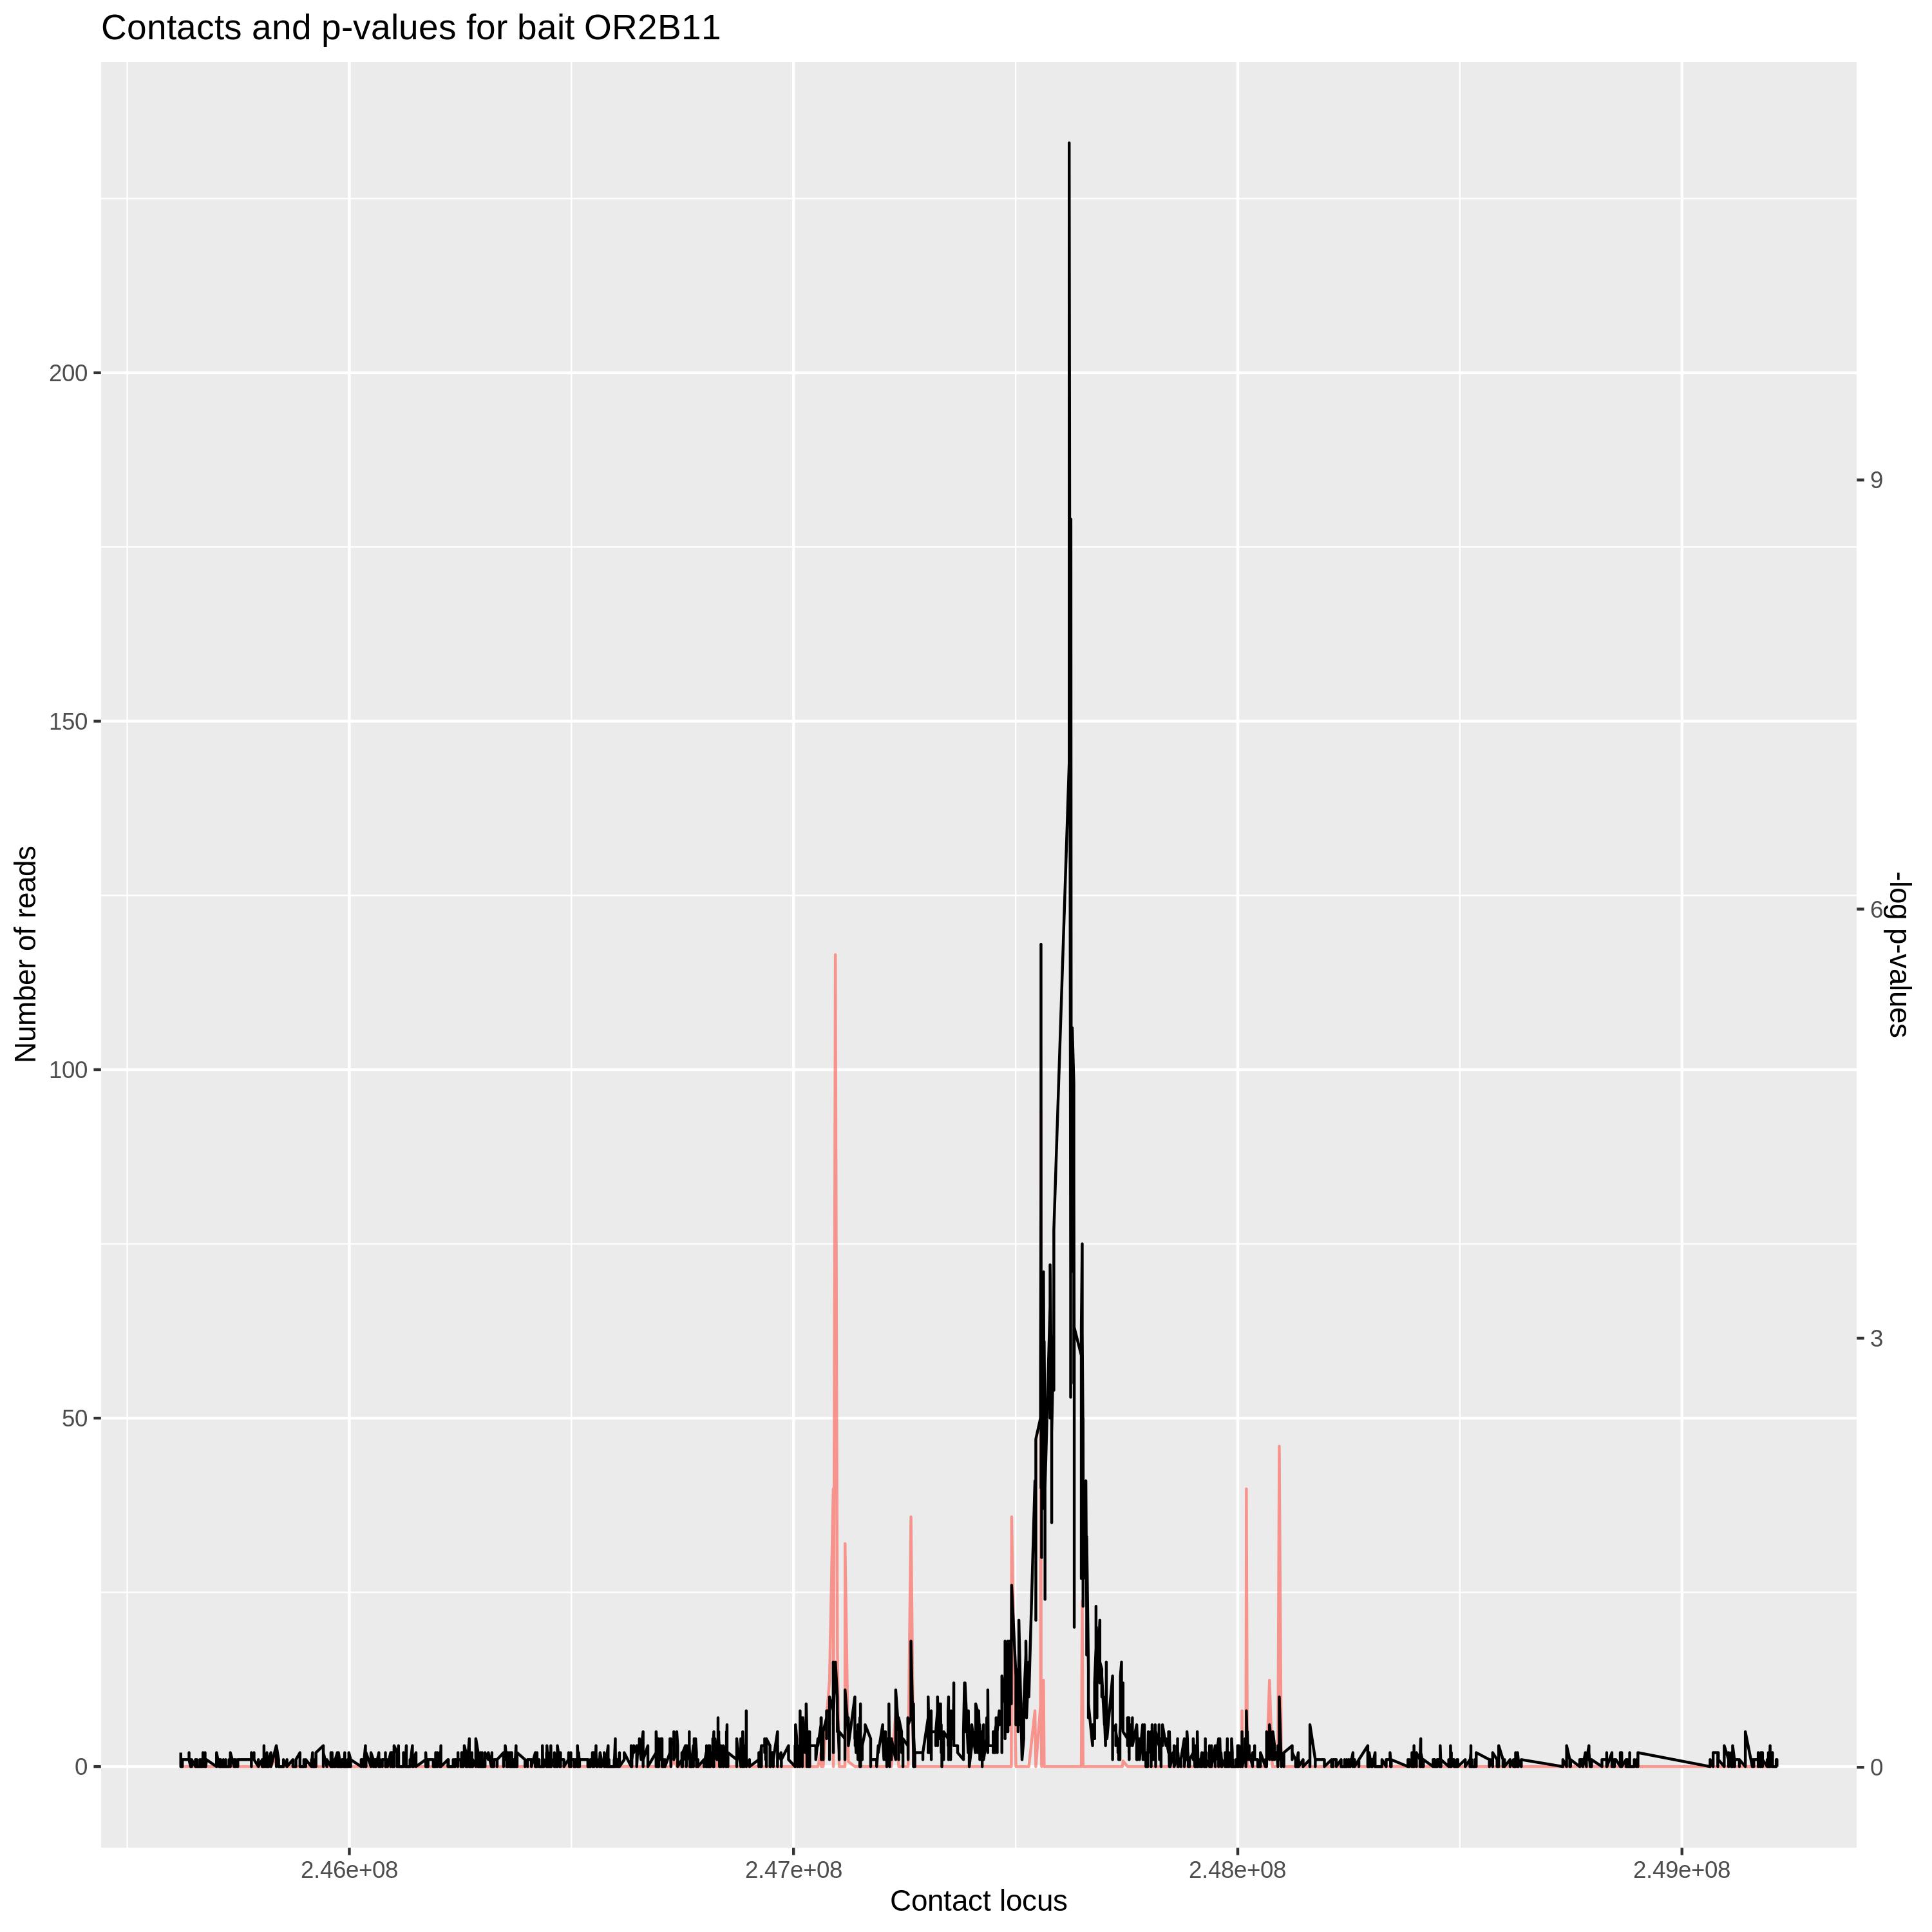 Contacts and p-values for bait OR2B11
Number of reads
200
150
100
50
0
9
6
3
0
-log p-values
2.46e+08
2.47e+08
2.48e+08
2.49e+08
Contact locus